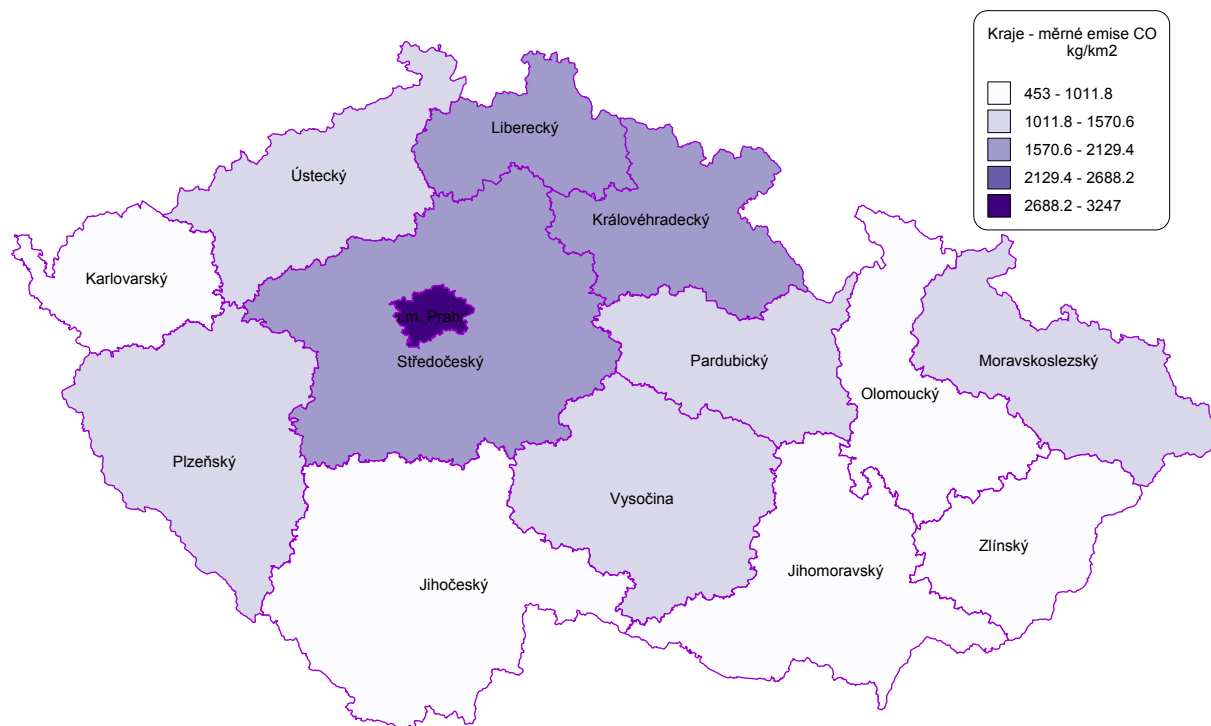 Kraje - měrné emise CO
kg/km2
453 - 1011.8
1011.8 - 1570.6
1570.6 - 2129.4
2129.4 - 2688.2
2688.2 - 3247
Liberecký
Ústecký
Královéhradecký
Karlovarský
.m. Prah
Středočeský
Pardubický
Moravskoslezský
Olomoucký
Plzeňský
Vysočina
Zlínský
Jihočeský
Jihomoravský